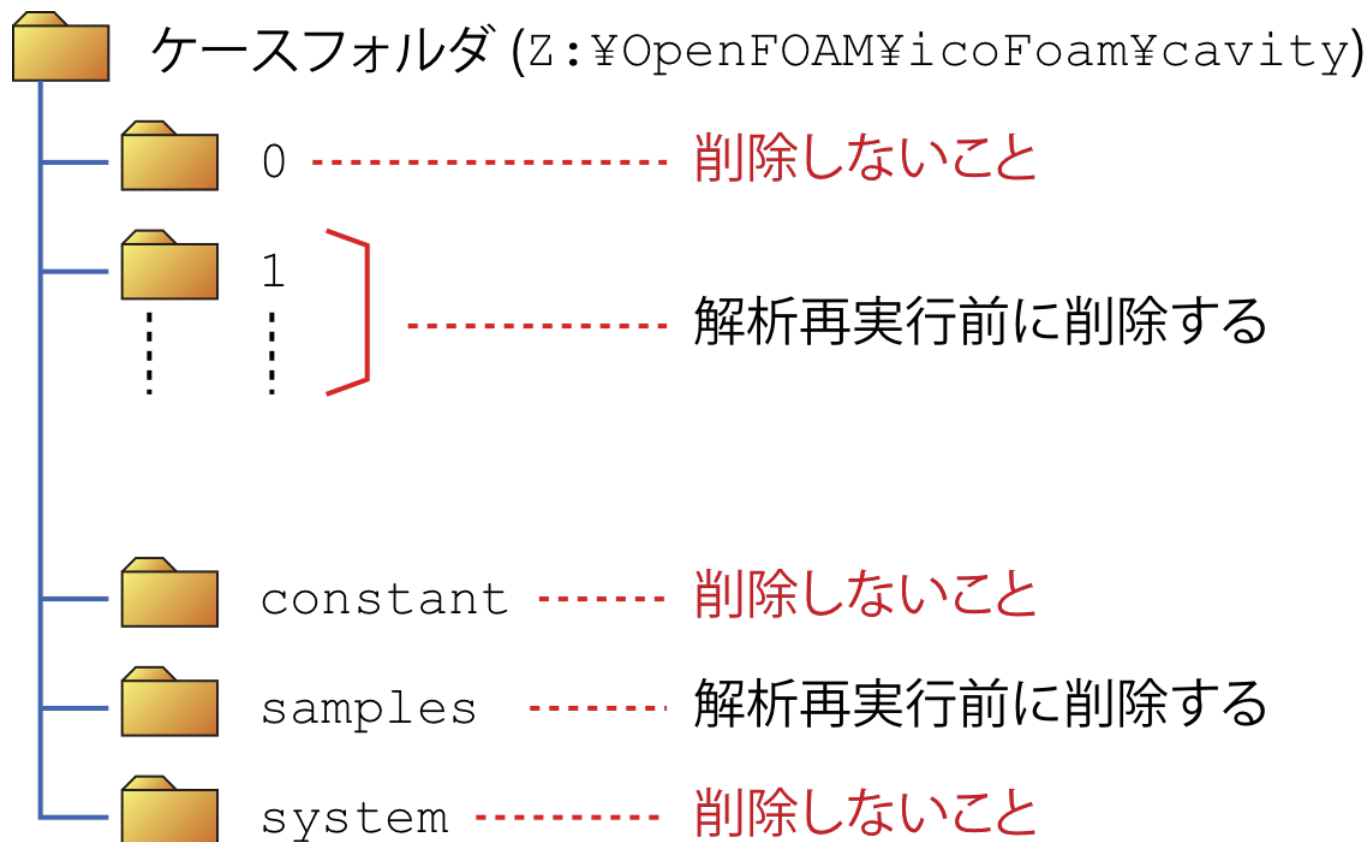 ケースフォルダ (Z:¥OpenFOAM¥icoFoam¥cavity)
0 削除しないこと
1
解析再実行前に削除する
constant 削除しないこと
samples 解析再実行前に削除する
system 削除しないこと